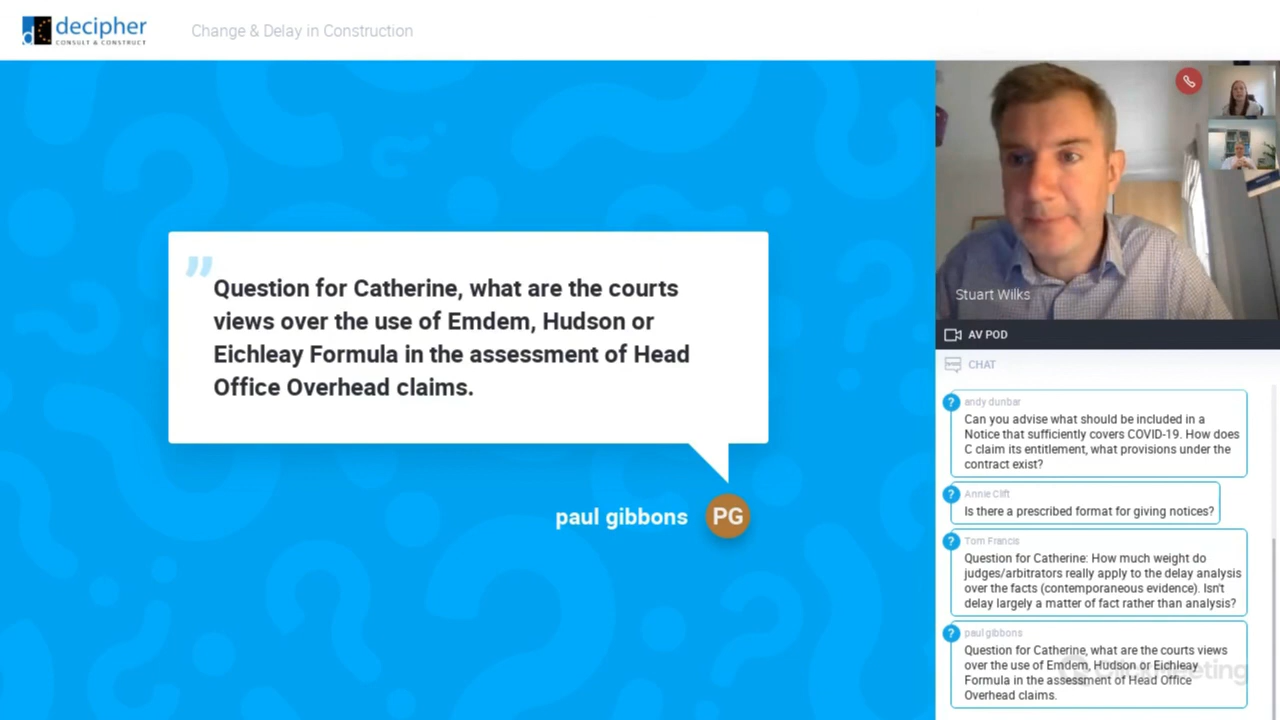 decipher
CONSULT & CONSTRUCT
Change & Delay in Construction
Question for Catherine, what are the courts
views over the use of Emdem, Hudson or
Eichleay Formula in the assessment of Head
Office Overhead claims.
paul gibbons
PG
Stuart Wilks
AV POD
CHAT
? andy dunbar
Can you advise what should be included in a
Notice that sufficiently covers COVID-19. How does
C claim its entitlement, what provisions under the
contract exist?
? Annie Clift
Is there a prescribed format for giving notices?
? Tom Francis
Question for Catherine: How much weight do
judges/arbitrators really apply to the delay analysis
over the facts (contemporaneous evidence). Isn't
delay largely a matter of fact rather than analysis?
? paul gibbons
Question for Catherine, what are the courts views
over the use of Emdem, Hudson or Eichleay
Formula in the assessment of Head Office
Overhead claims.